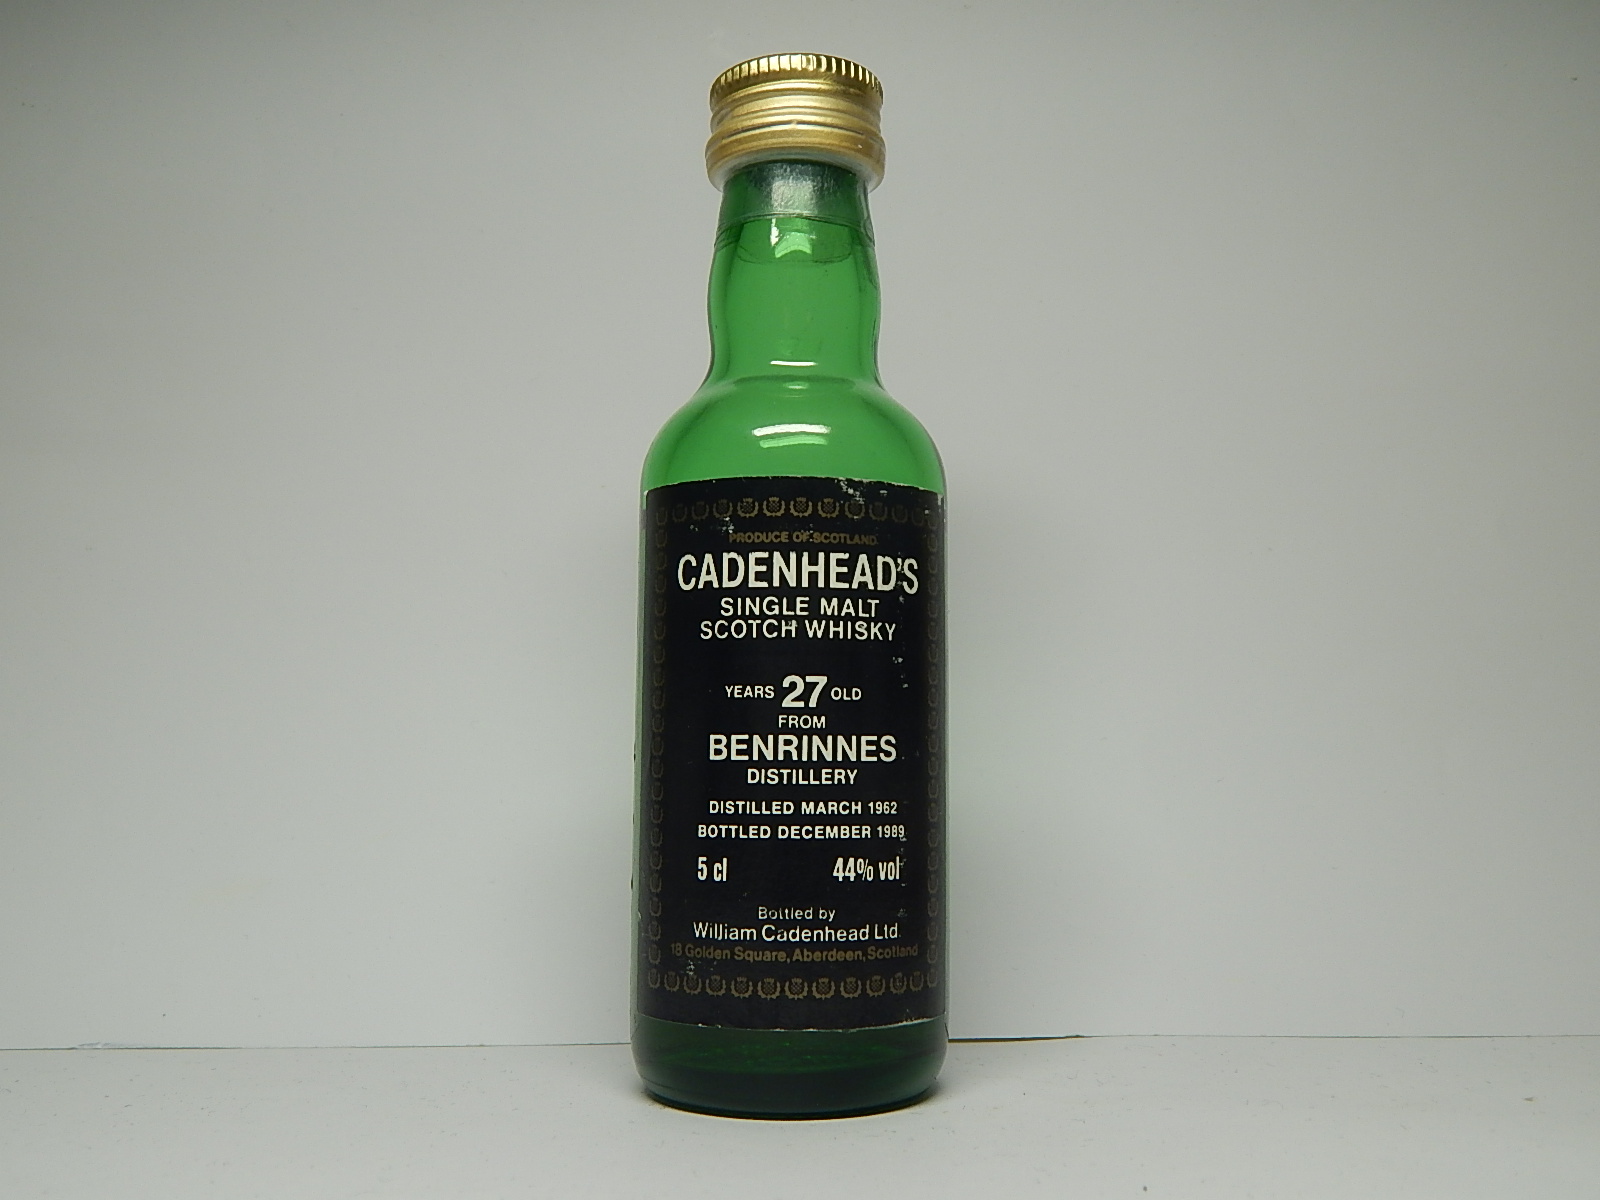 PRODUCE OF SCOTLAND
CADENHEAD'S
SINGLE MALT
SCOTCH WHISKY
YEARS 27 OLD
FROM
BENRINNES
DISTILLERY
DISTILLED MARCH 1962
BOTTLED DECEMBER 1989
5 cl 44% vol
Bottled by
William Cadenhead Ltd.
18 Golden Square, Aberdeen, Scotland